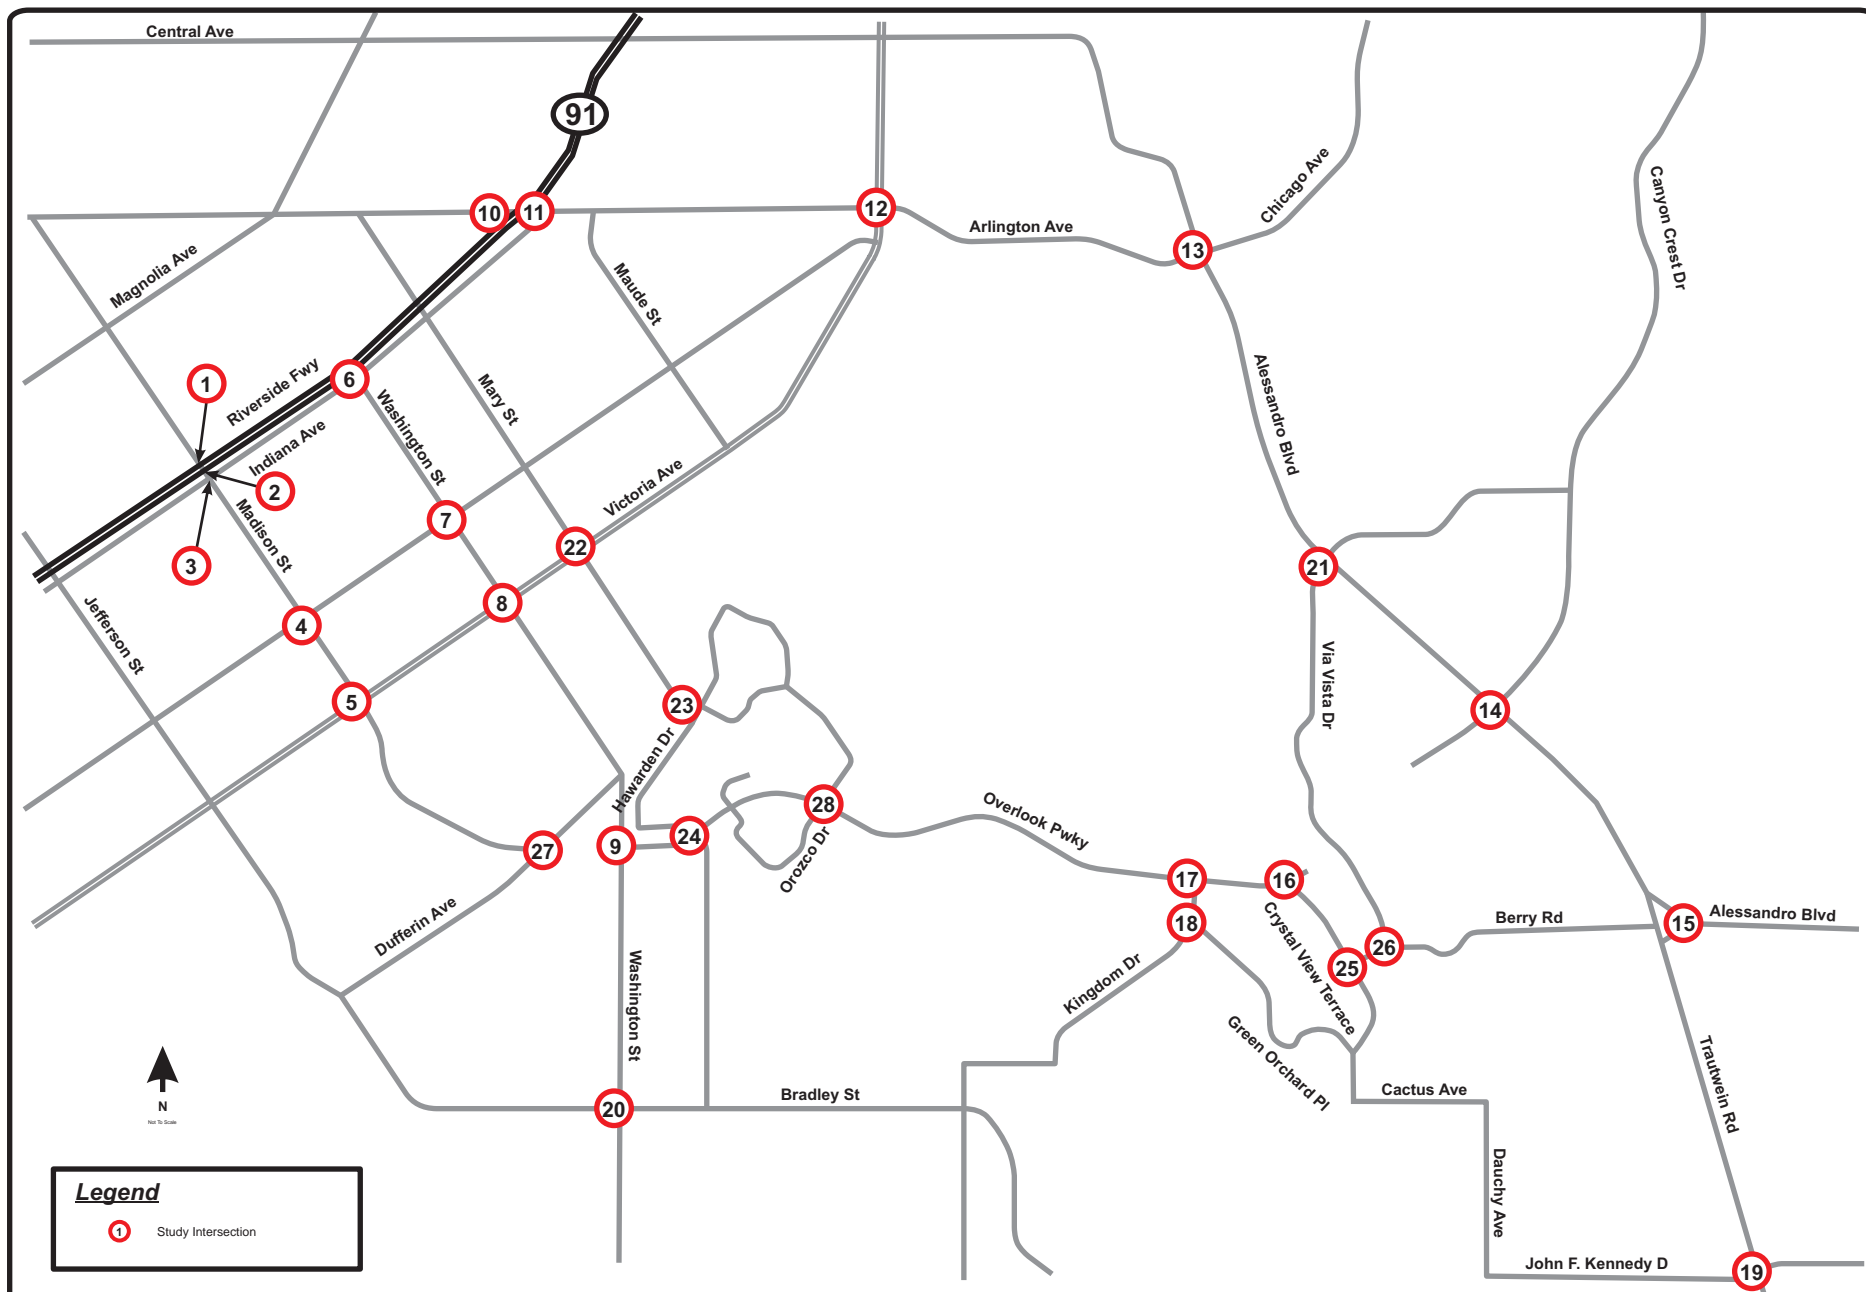 Central Ave
91
10
11
12
Arlington Ave
13
Chicago Ave
Canyon Crest Dr
Magnolia Ave
Maude St
1
Riverside Fwy
6
Mary St
Washington St
Alessandro Blvd
Indiana Ave
2
Madison St
3
7
Victoria Ave
22
21
Jefferson St
4
8
5
23
Via Vista Dr
14
Hawarden Dr
28
Overlook Pwky
27
9
24
Orozco Dr
17
16
18
Crystal View Terrace
Dufferin Ave
26
25
Berry Rd
15
Alessandro Blvd
Washington St
Kingdom Dr
Green Orchard Pl
Trautwein Rd
N
Not To Scale
20
Bradley St
Cactus Ave
Dauchy Ave
John F. Kennedy D
19
Legend
1 Study Intersection